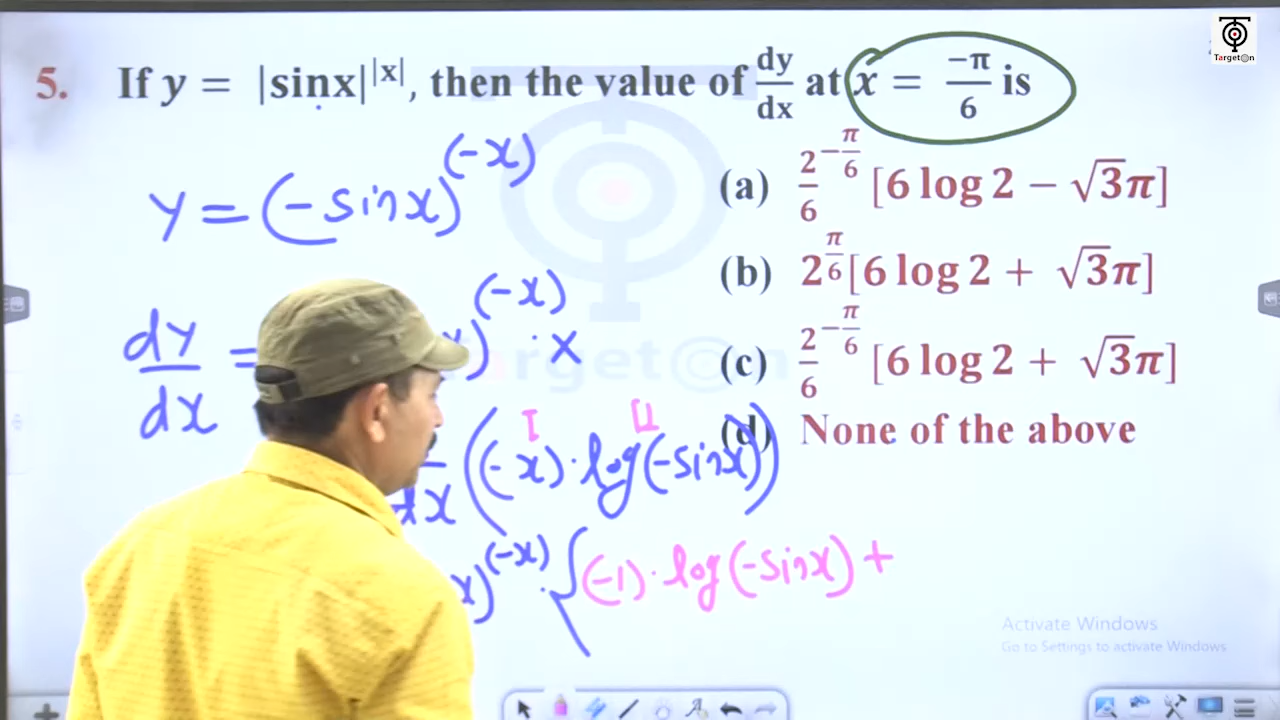 TargetOn
5. If y = |sinx|^|x|, then the value of dy/dx at x = -π/6 is
y = (-sinx)^(-x)
(a) 2^(-π/6)/6 [6 log 2 − √3π]
(b) 2^(π/6) [6 log 2 + √3π]
dy/dx = )^(-x) · x
(c) 2^(-π/6)/6 [6 log 2 + √3π]
(d) None of the above
dx ((-x)·log(-sinx))
I II
x)^(-x) · { (-1)·log(-sinx) +
Target
Activate Windows
Go to Settings to activate Windows